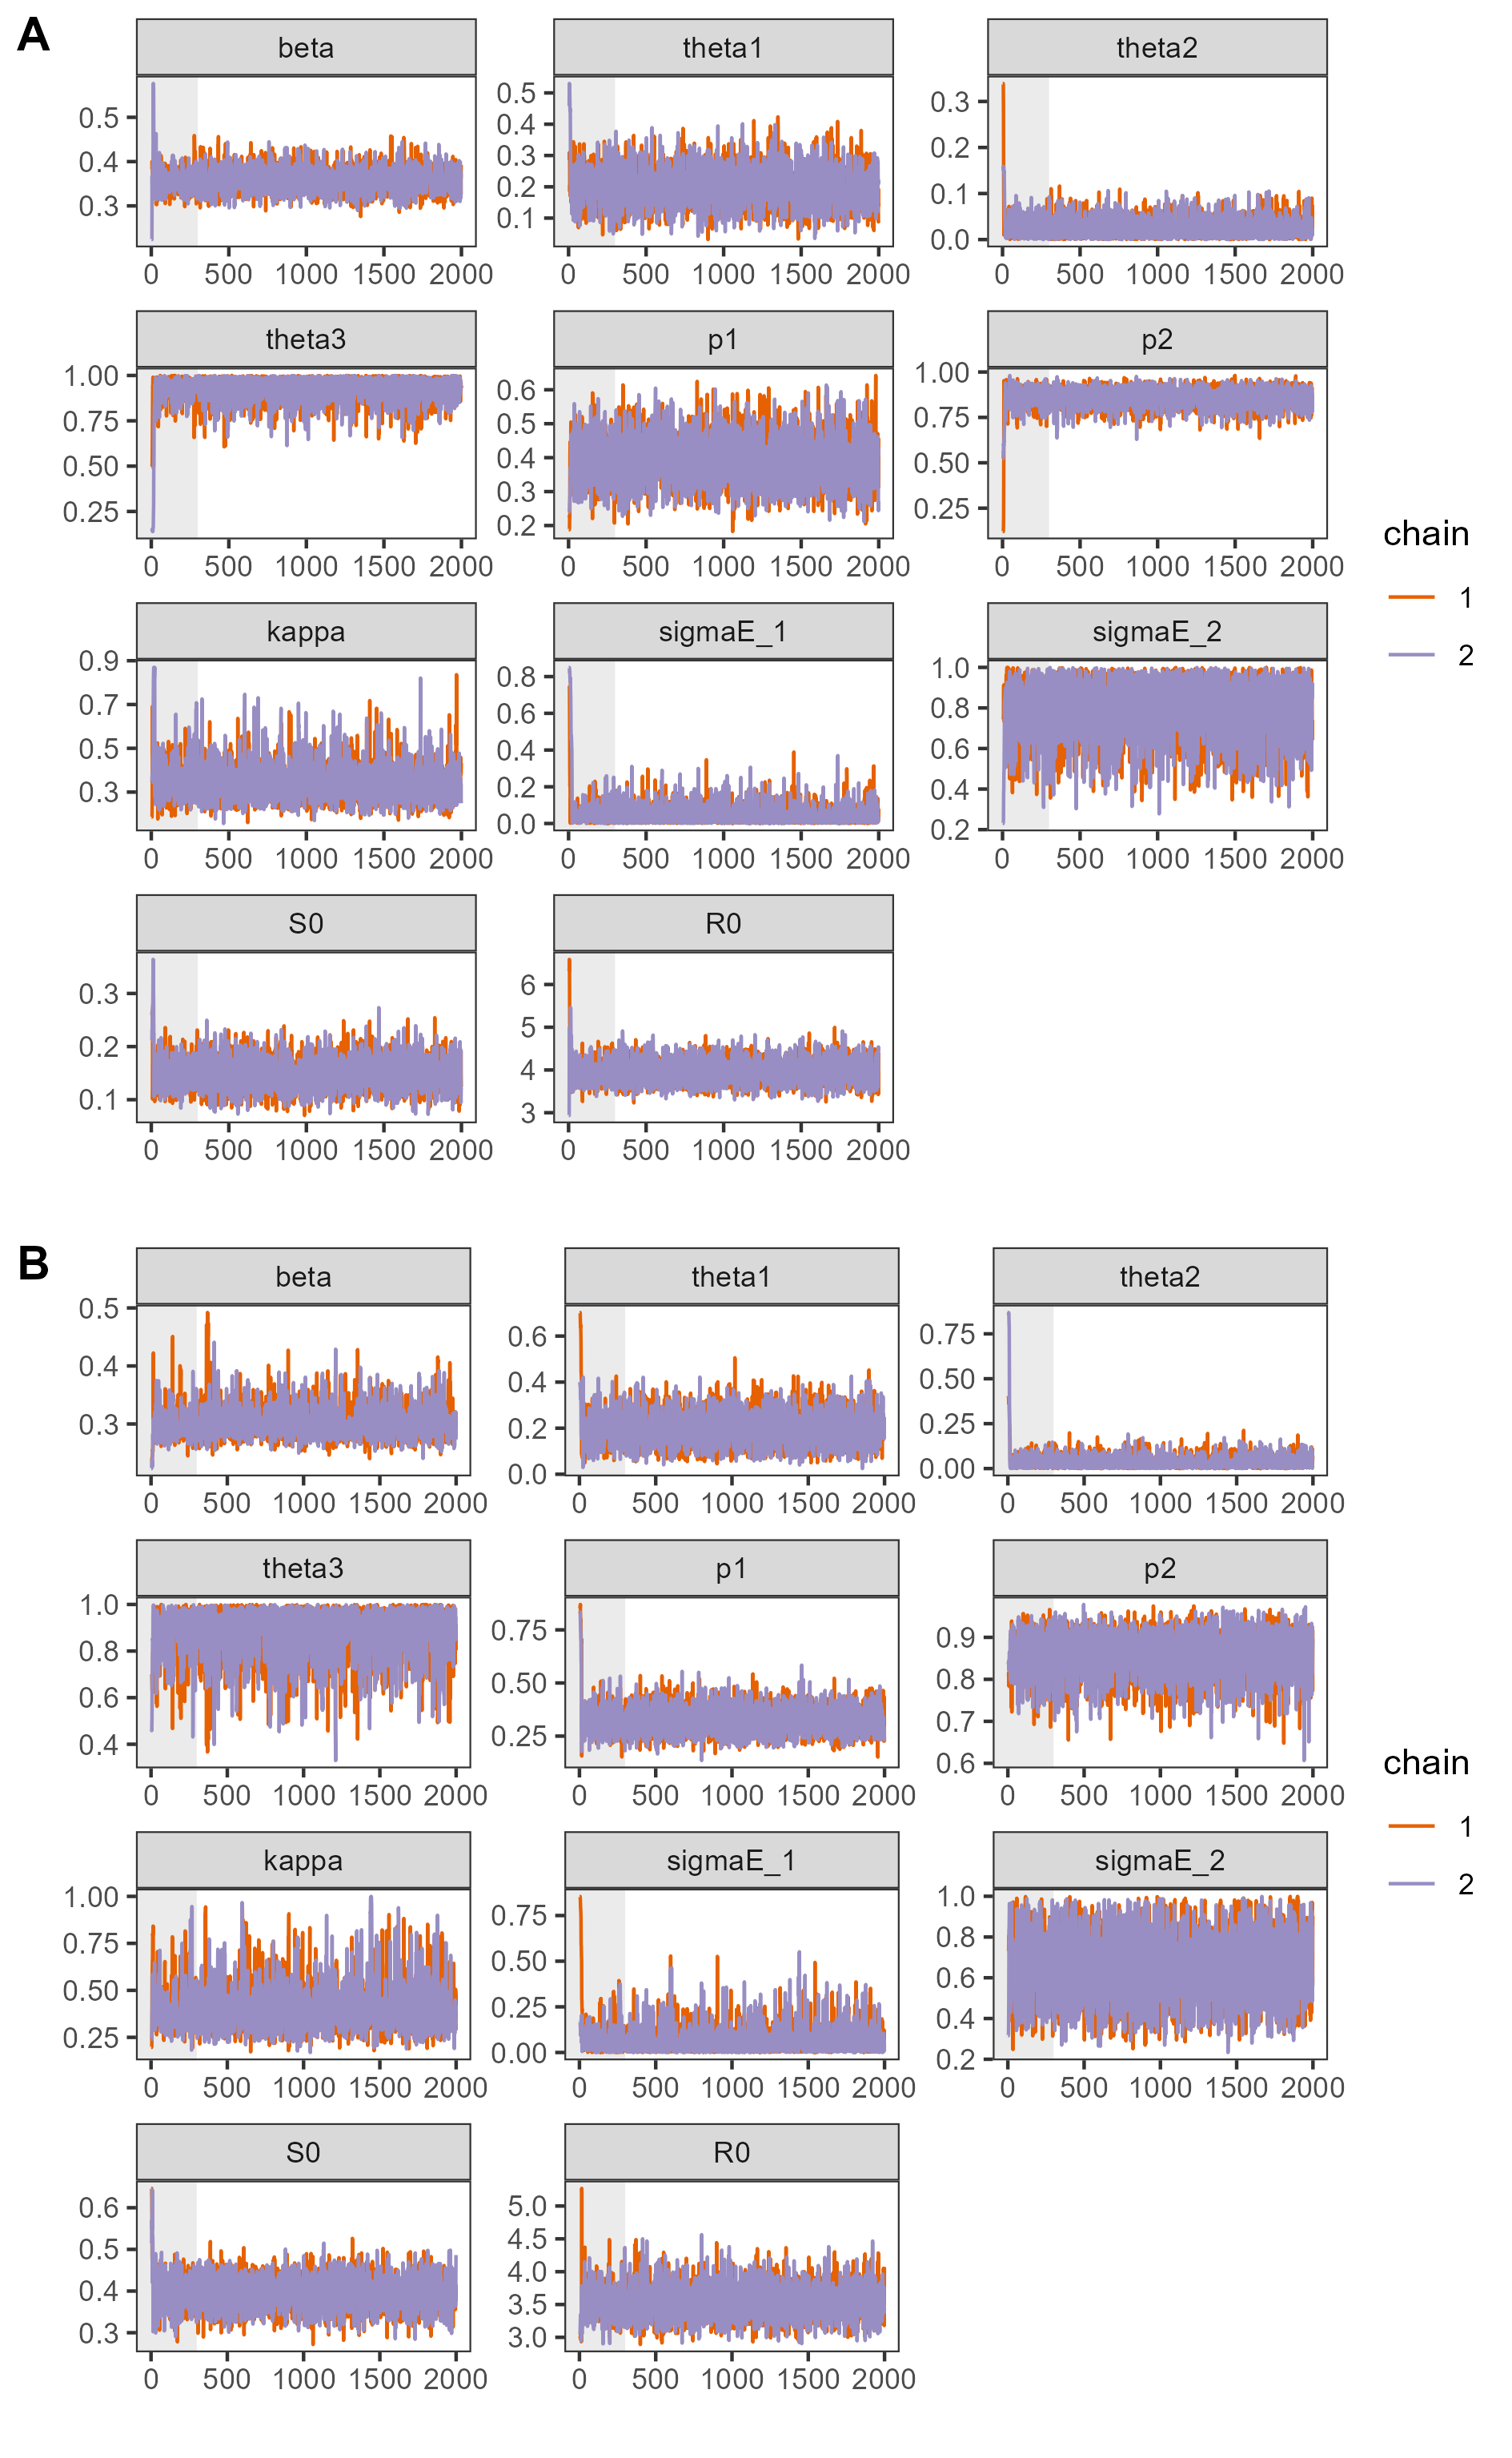 A
beta theta1 theta2
0.5 0.4 0.3
0.5 0.4 0.3 0.2 0.1
0.3 0.2 0.1 0.0
0 500 1000 1500 2000 0 500 1000 1500 2000 0 500 1000 1500 2000
theta3 p1 p2
1.00 0.75 0.50 0.25
0.6 0.5 0.4 0.3 0.2
1.00 0.75 0.50 0.25
0 500 1000 1500 2000 0 500 1000 1500 2000 0 500 1000 1500 2000
chain
1
2
kappa sigmaE_1 sigmaE_2
0.9 0.7 0.5 0.3
0.8 0.6 0.4 0.2 0.0
1.0 0.8 0.6 0.4 0.2
0 500 1000 1500 2000 0 500 1000 1500 2000 0 500 1000 1500 2000
S0 R0
0.3 0.2 0.1
6 5 4 3
0 500 1000 1500 2000 0 500 1000 1500 2000
B
beta theta1 theta2
0.5 0.4 0.3
0.6 0.4 0.2 0.0
0.75 0.50 0.25 0.00
0 500 1000 1500 2000 0 500 1000 1500 2000 0 500 1000 1500 2000
theta3 p1 p2
1.0 0.8 0.6 0.4
0.75 0.50 0.25
0.9 0.8 0.7 0.6
0 500 1000 1500 2000 0 500 1000 1500 2000 0 500 1000 1500 2000
chain
1
2
kappa sigmaE_1 sigmaE_2
1.00 0.75 0.50 0.25
0.75 0.50 0.25 0.00
1.0 0.8 0.6 0.4 0.2
0 500 1000 1500 2000 0 500 1000 1500 2000 0 500 1000 1500 2000
S0 R0
0.6 0.5 0.4 0.3
5.0 4.5 4.0 3.5 3.0
0 500 1000 1500 2000 0 500 1000 1500 2000